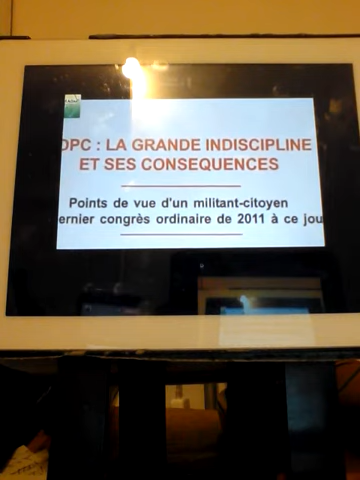 DPC : LA GRANDE INDISCIPLINE
ET SES CONSEQUENCES
Points de vue d'un militant-citoyen
ernier congrès ordinaire de 2011 à ce jou